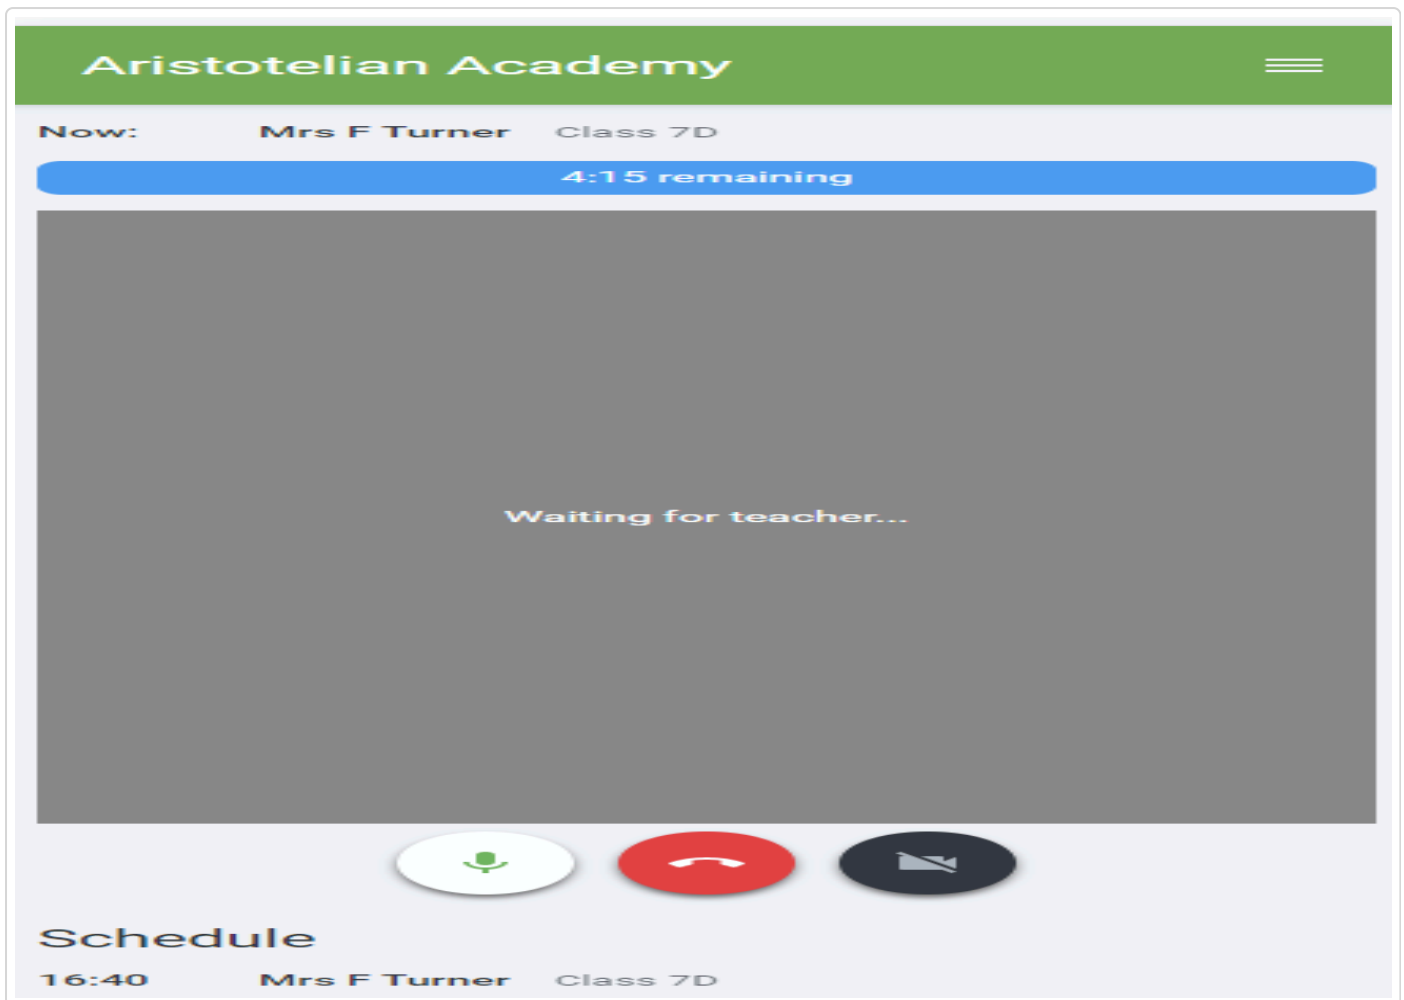 Aristotelian Academy
Now: Mrs F Turner Class 7D
4:15 remaining
Waiting for teacher...
Schedule
16:40 Mrs F Turner Class 7D